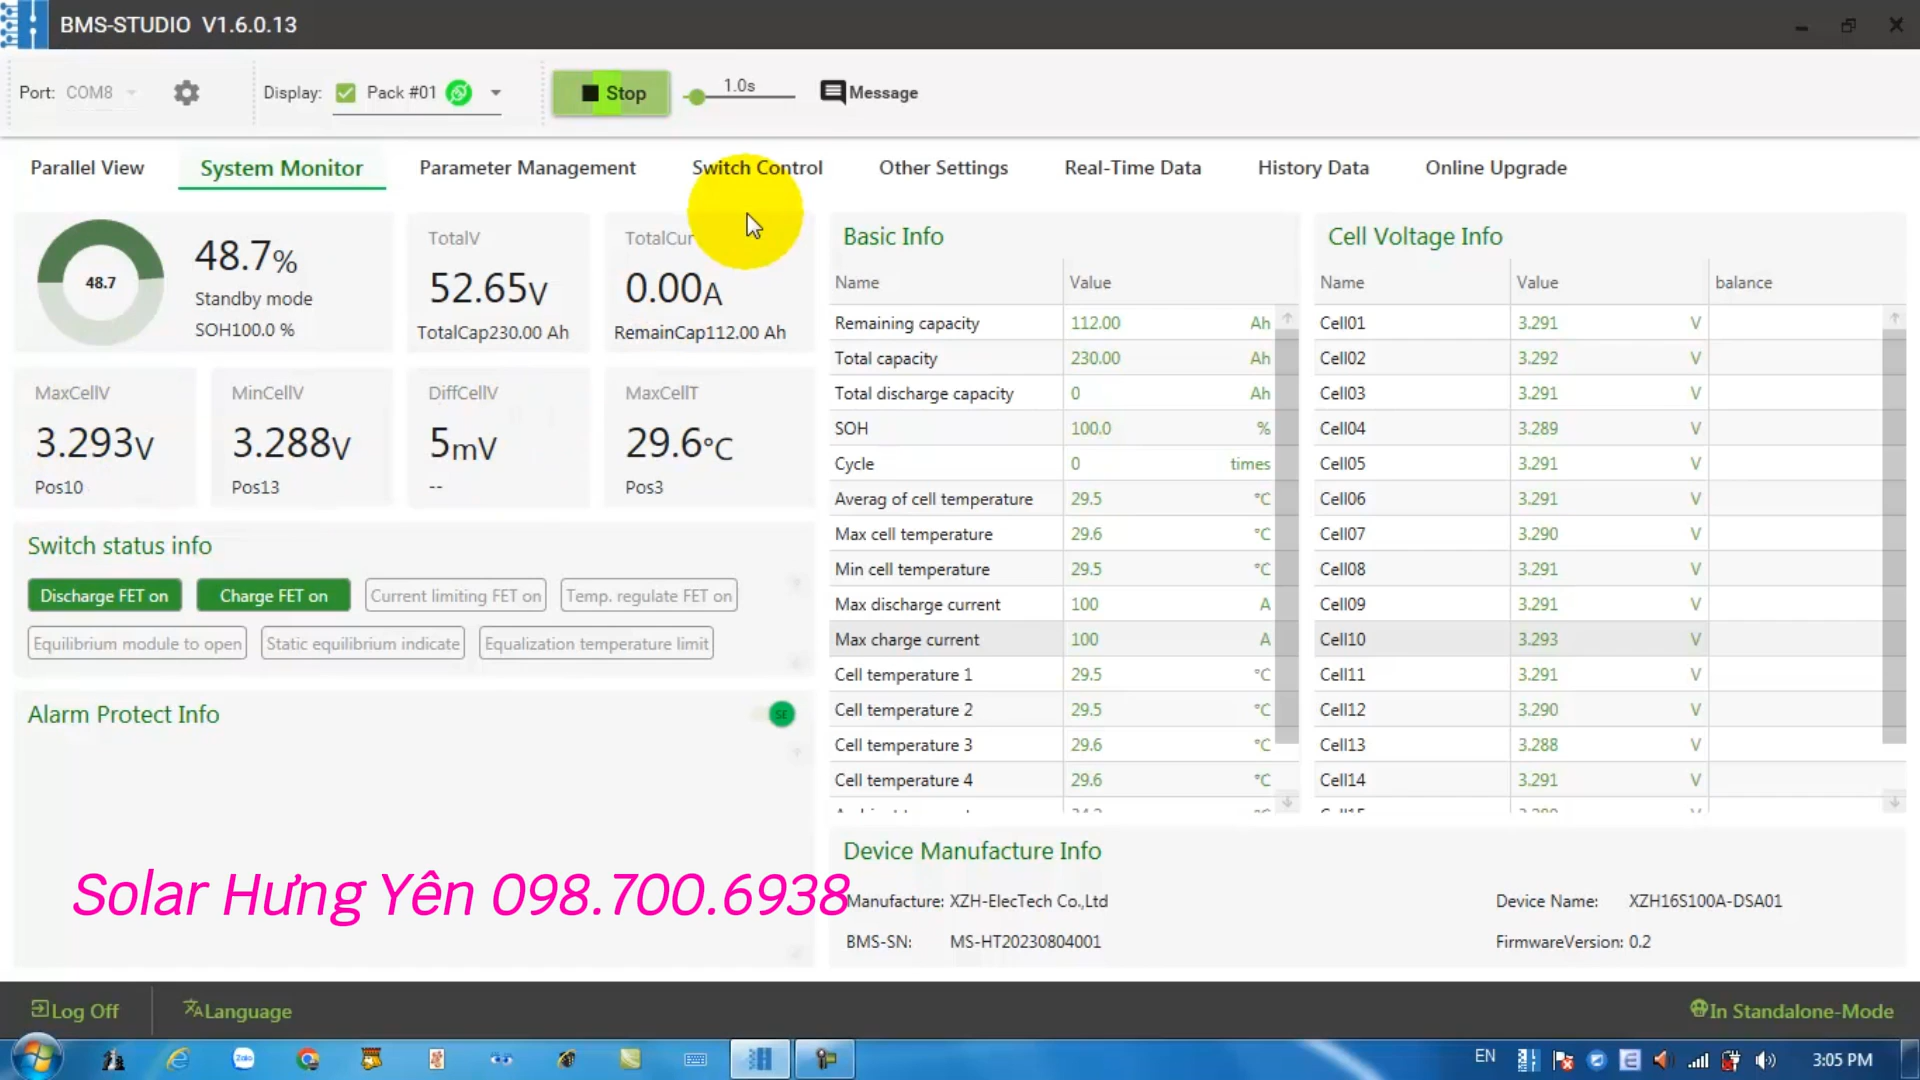 BMS-STUDIO V1.6.0.13
Port: COM8 Display: Pack #01 Stop 1.0s Message
Parallel View System Monitor Parameter Management Switch Control Other Settings Real-Time Data History Data Online Upgrade
48.7
48.7%
Standby mode
SOH100.0 %
TotalV
52.65V
TotalCap230.00 Ah
TotalCur
0.00A
RemainCap112.00 Ah
MaxCellV
3.293V
Pos10
MinCellV
3.288V
Pos13
DiffCellV
5mV
--
MaxCellT
29.6°C
Pos3
Switch status info
Discharge FET on Charge FET on Current limiting FET on Temp. regulate FET on
Equilibrium module to open Static equilibrium indicate Equalization temperature limit
Alarm Protect Info
Basic Info
Name Value
Remaining capacity 112.00 Ah
Total capacity 230.00 Ah
Total discharge capacity 0 Ah
SOH 100.0 %
Cycle 0 times
Averag of cell temperature 29.5 °C
Max cell temperature 29.6 °C
Min cell temperature 29.5 °C
Max discharge current 100 A
Max charge current 100 A
Cell temperature 1 29.5 °C
Cell temperature 2 29.5 °C
Cell temperature 3 29.6 °C
Cell temperature 4 29.6 °C
Cell Voltage Info
Name Value balance
Cell01 3.291 V
Cell02 3.292 V
Cell03 3.291 V
Cell04 3.289 V
Cell05 3.291 V
Cell06 3.291 V
Cell07 3.290 V
Cell08 3.291 V
Cell09 3.291 V
Cell10 3.293 V
Cell11 3.291 V
Cell12 3.290 V
Cell13 3.288 V
Cell14 3.291 V
Device Manufacture Info
Manufacture: XZH-ElecTech Co.,Ltd Device Name: XZH16S100A-DSA01
BMS-SN: MS-HT20230804001 FirmwareVersion: 0.2
Solar Hưng Yên 098.700.6938
Log Off Language In Standalone-Mode
Zalo EN 3:05 PM